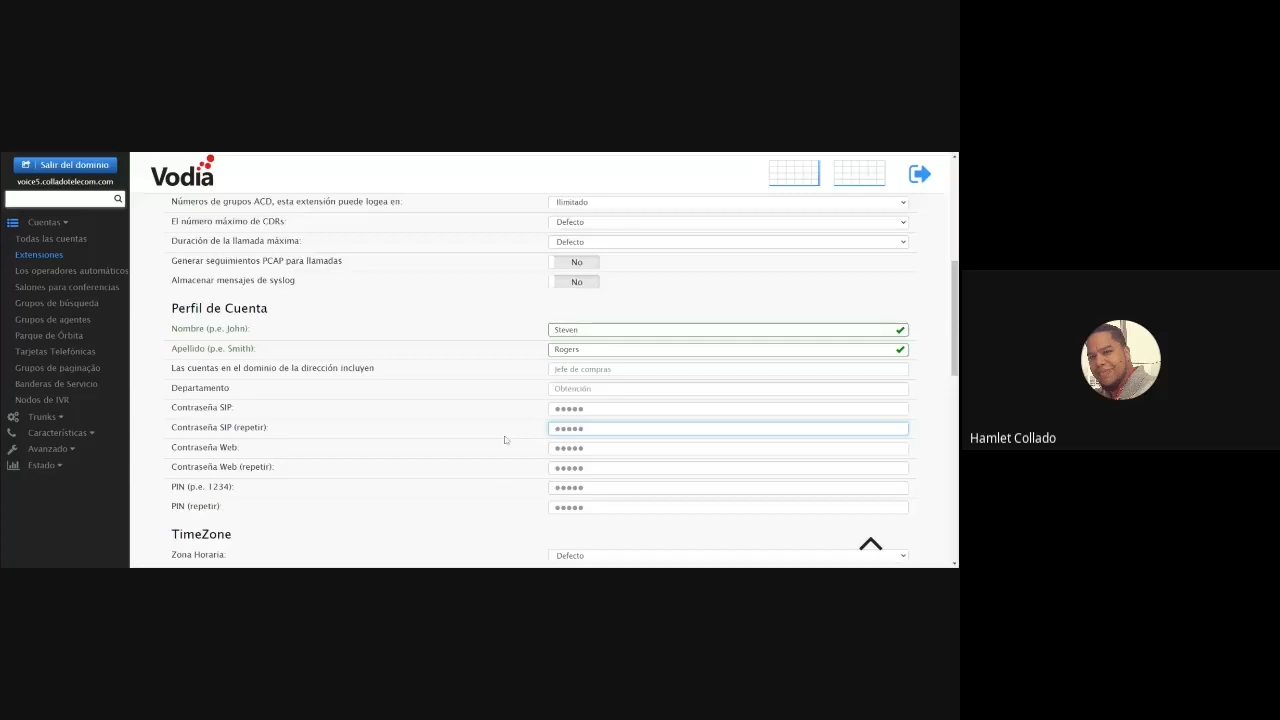 Salir del dominio
voice5.colladotelecom.com
Cuentas
Todas las cuentas
Extensiones
Los operadores automáticos
Salones para conferencias
Grupos de búsqueda
Grupos de agentes
Parque de Órbita
Tarjetas Telefónicas
Grupos de paginação
Banderas de Servicio
Nodos de IVR
Trunks
Características
Avanzado
Estado
Vodia
Números de grupos ACD, esta extensión puede logea en: Ilimitado
El número máximo de CDRs: Defecto
Duración de la llamada máxima: Defecto
Generar seguimientos PCAP para llamadas No
Almacenar mensajes de syslog No
Perfil de Cuenta
Nombre (p.e. John): Steven
Apellido (p.e. Smith): Rogers
Las cuentas en el dominio de la dirección incluyen Jefe de compras
Departamento Obtención
Contraseña SIP: •••••
Contraseña SIP (repetir): •••••
Contraseña Web: •••••
Contraseña Web (repetir): •••••
PIN (p.e. 1234): •••••
PIN (repetir) •••••
TimeZone
Zona Horaria: Defecto
Hamlet Collado